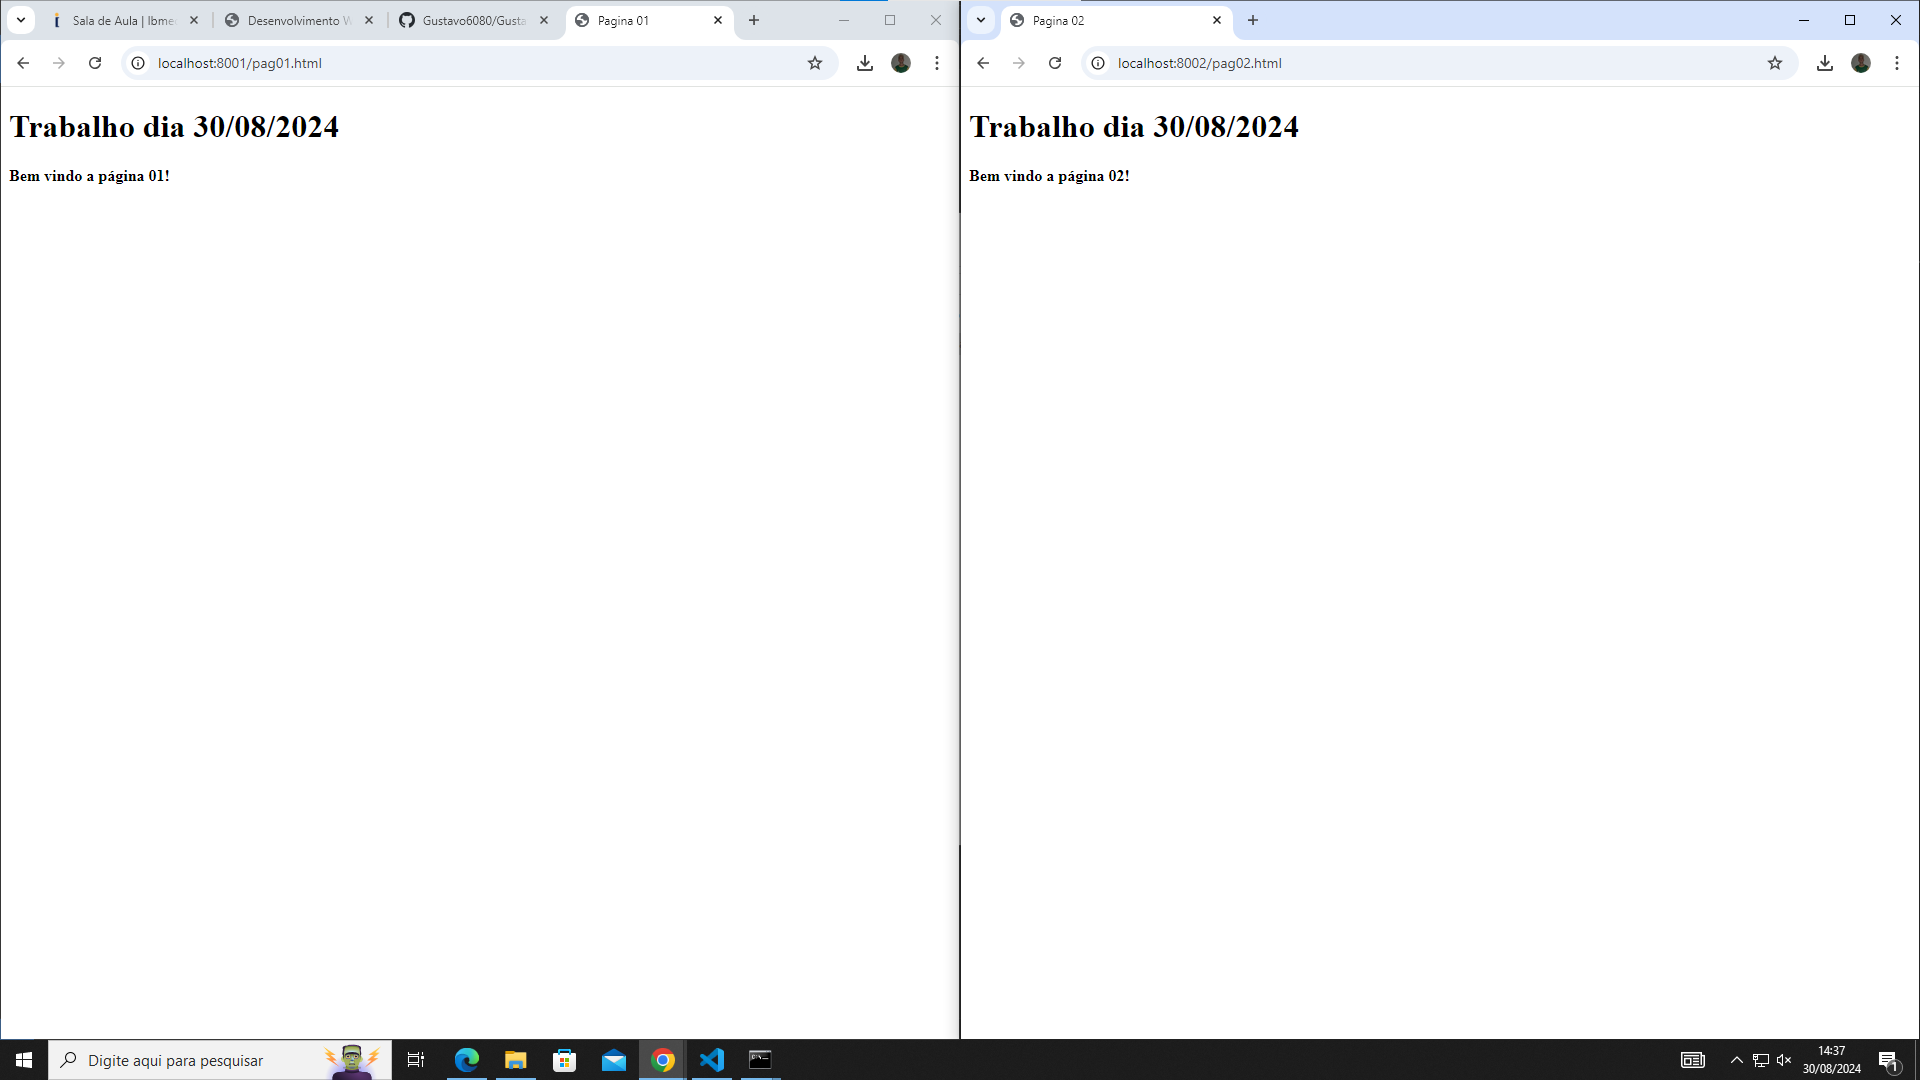 Sala de Aula | Ibme
Desenvolvimento W
Gustavo6080/Gusta
Pagina 01
localhost:8001/pag01.html
Trabalho dia 30/08/2024
Bem vindo a página 01!
Pagina 02
localhost:8002/pag02.html
Trabalho dia 30/08/2024
Bem vindo a página 02!
Digite aqui para pesquisar
14:37
30/08/2024
1